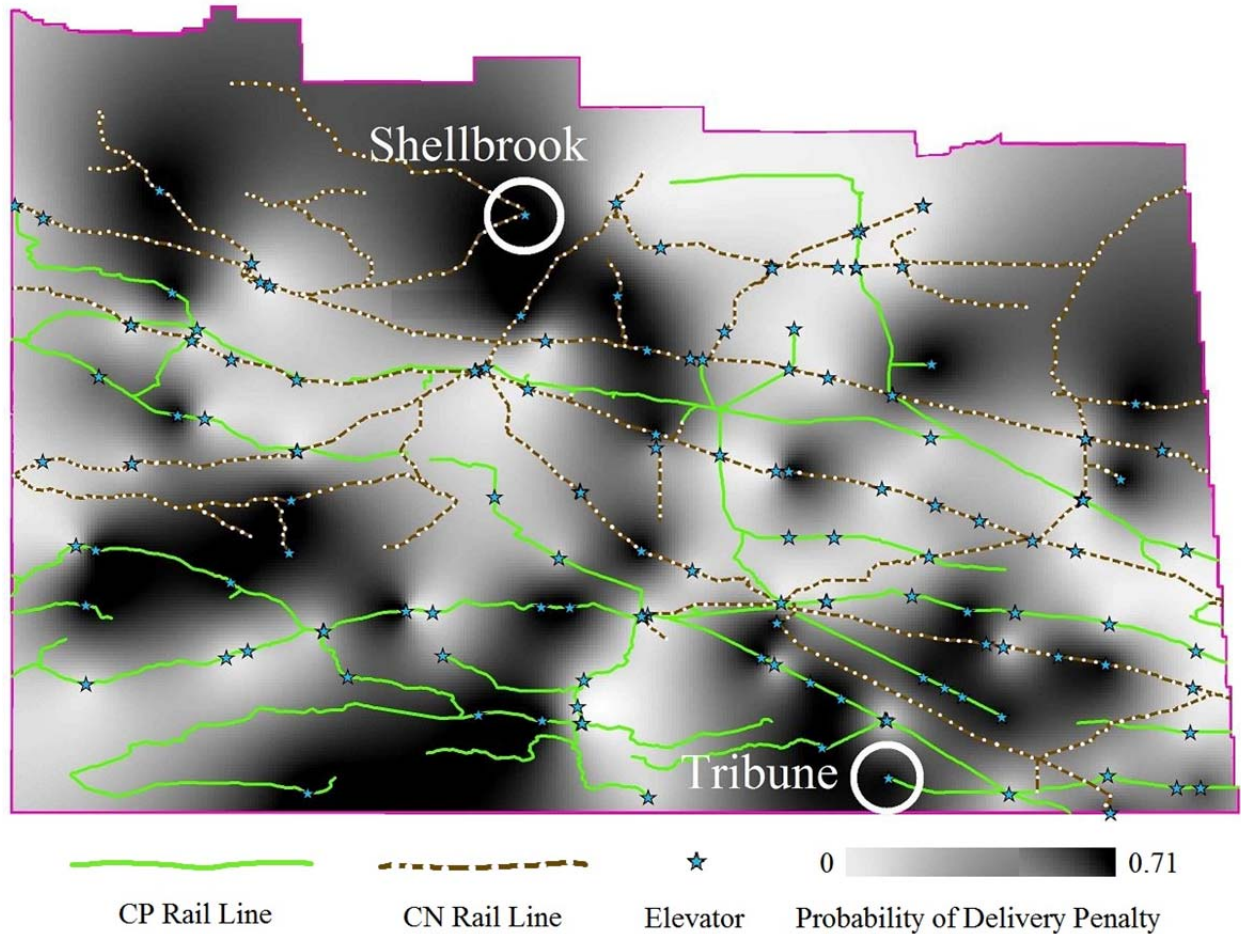 Shellbrook
Tribune
0 0.71
CP Rail Line CN Rail Line Elevator Probability of Delivery Penalty